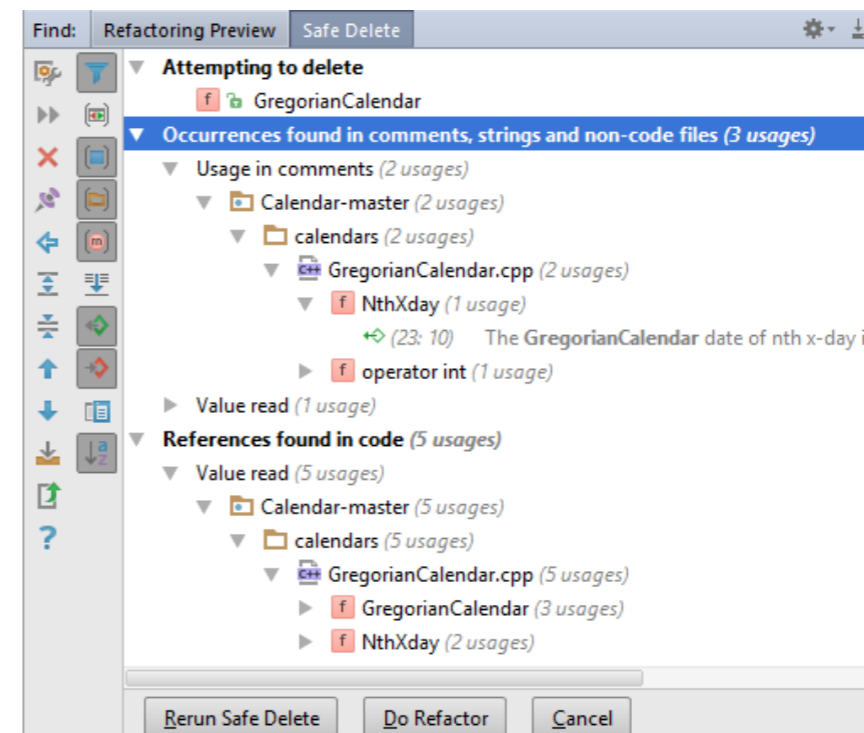 Find: Refactoring Preview Safe Delete
Attempting to delete
f GregorianCalendar
Occurrences found in comments, strings and non-code files (3 usages)
Usage in comments (2 usages)
Calendar-master (2 usages)
calendars (2 usages)
C++ GregorianCalendar.cpp (2 usages)
f NthXday (1 usage)
(23: 10) The GregorianCalendar date of nth x-day i
f operator int (1 usage)
Value read (1 usage)
References found in code (5 usages)
Value read (5 usages)
Calendar-master (5 usages)
calendars (5 usages)
C++ GregorianCalendar.cpp (5 usages)
f GregorianCalendar (3 usages)
f NthXday (2 usages)
m
a
z
?
Rerun Safe Delete Do Refactor Cancel